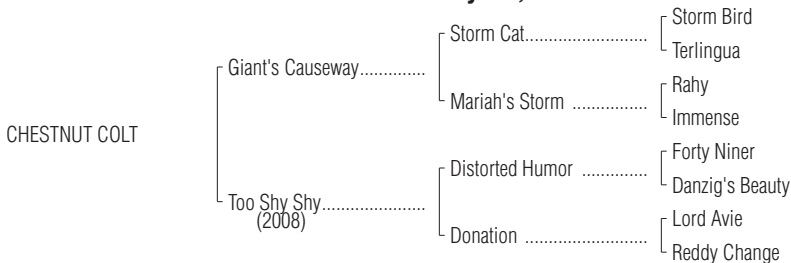 Storm Bird
Storm Cat..............................
Terlingua
Giant's Causeway..............
Rahy
Mariah's Storm ................
Immense
CHESTNUT COLT
Forty Niner
Distorted Humor ..............
Danzig's Beauty
Too Shy Shy......................
(2008)
Lord Avie
Donation ..........................
Reddy Change